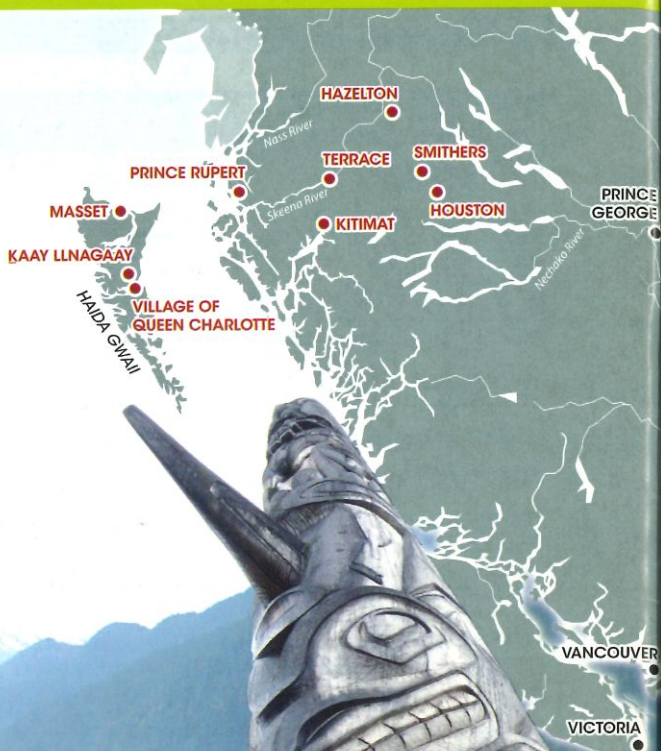 HAZELTON
Nass River
SMITHERS
TERRACE
PRINCE RUPERT
PRINCE
GEORGE
Skeena River
MASSET
HOUSTON
KITIMAT
KAAY LLNAGAAY
Nechako River
VILLAGE OF
QUEEN CHARLOTTE
HAIDA GWAII
VANCOUVER
VICTORIA